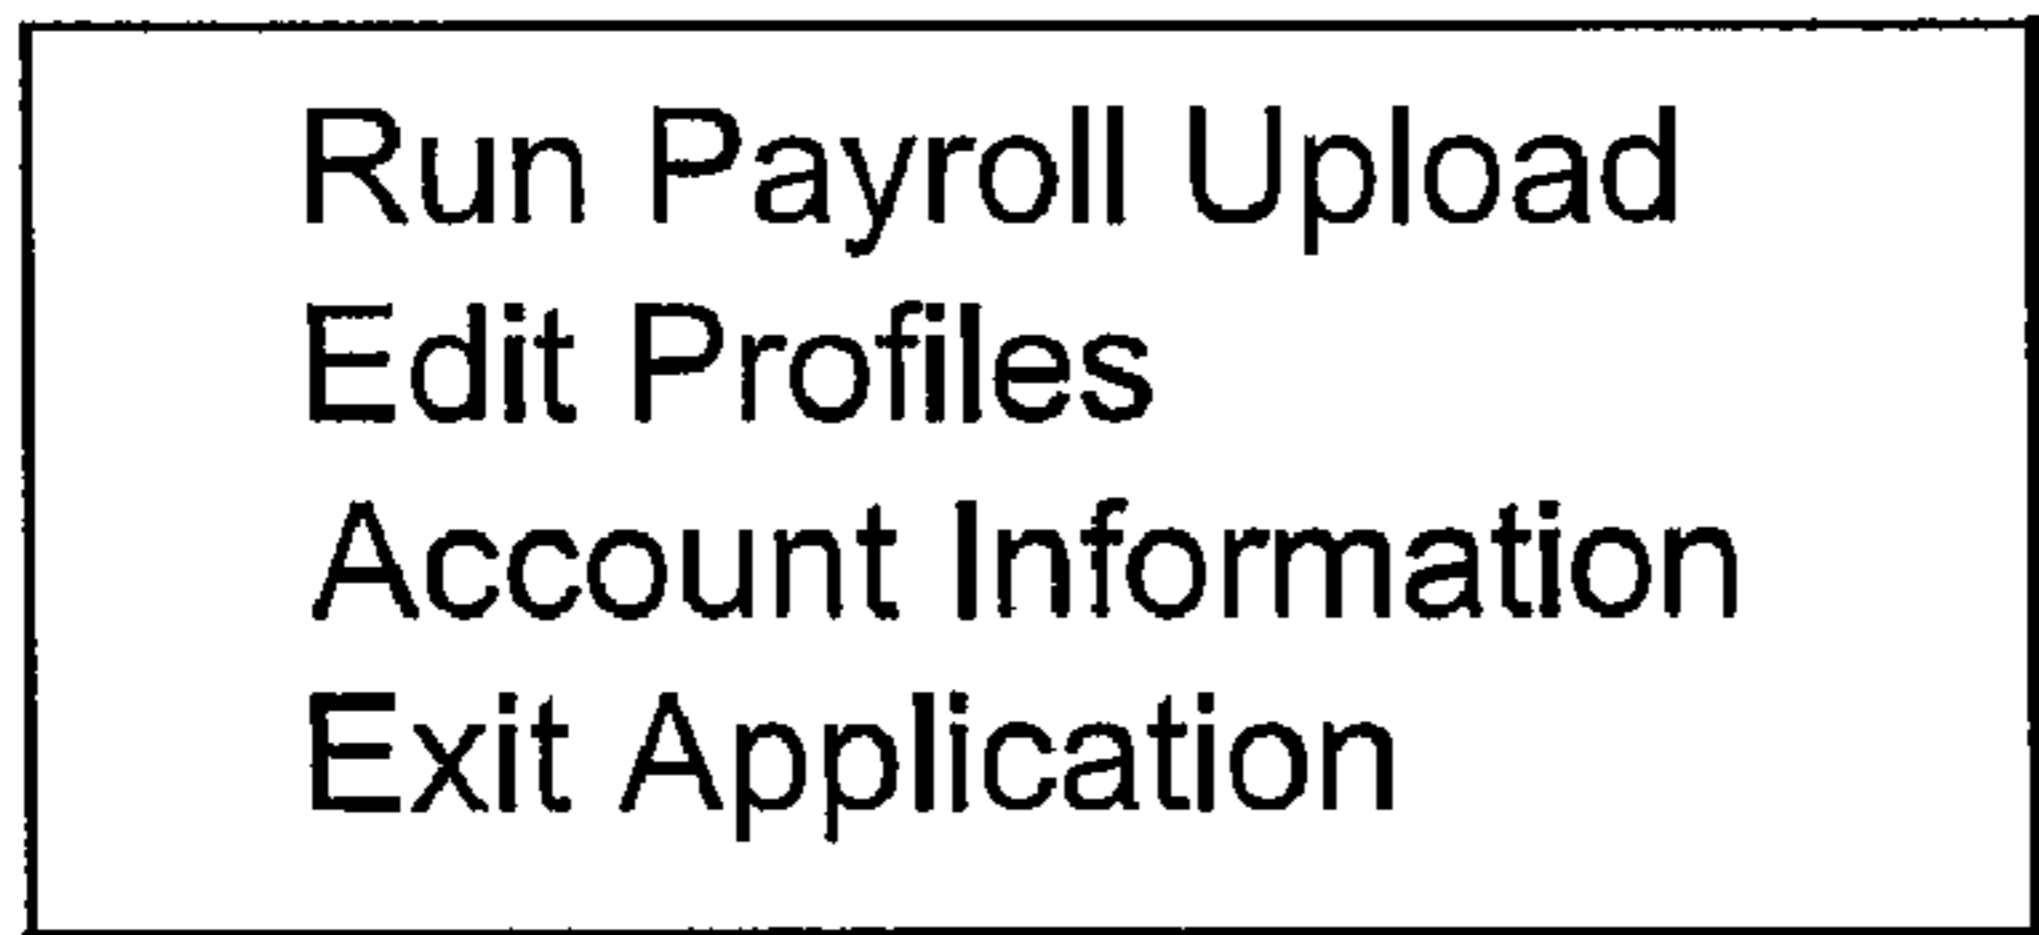 Run Payroll Upload
Edit Profiles
Account Information
Exit Application